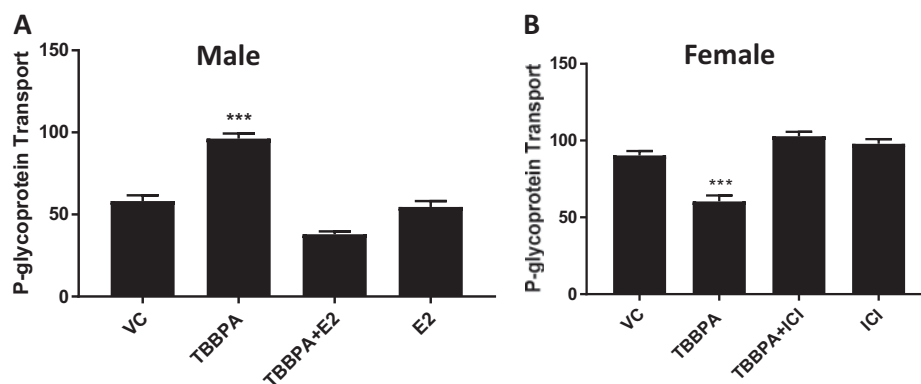 A
Male
P-glycoprotein Transport
150
100
50
0
***
VC
TBBPA
TBBPA+E2
E2
B
Female
P-glycoprotein Transport
150
100
50
0
***
VC
TBBPA
TBBPA+ICI
ICI